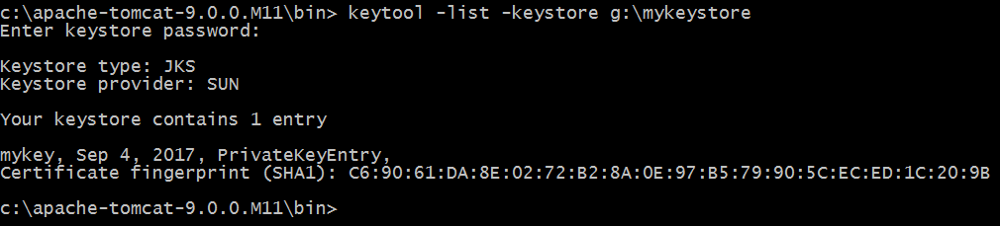 c:\apache-tomcat-9.0.0.M11\bin> keytool -list -keystore g:\mykeystore
Enter keystore password:
Keystore type: JKS
Keystore provider: SUN
Your keystore contains 1 entry
mykey, Sep 4, 2017, PrivateKeyEntry,
Certificate fingerprint (SHA1): C6:90:61:DA:8E:02:72:B2:8A:0E:97:B5:79:90:5C:EC:ED:1C:20:9B
c:\apache-tomcat-9.0.0.M11\bin>